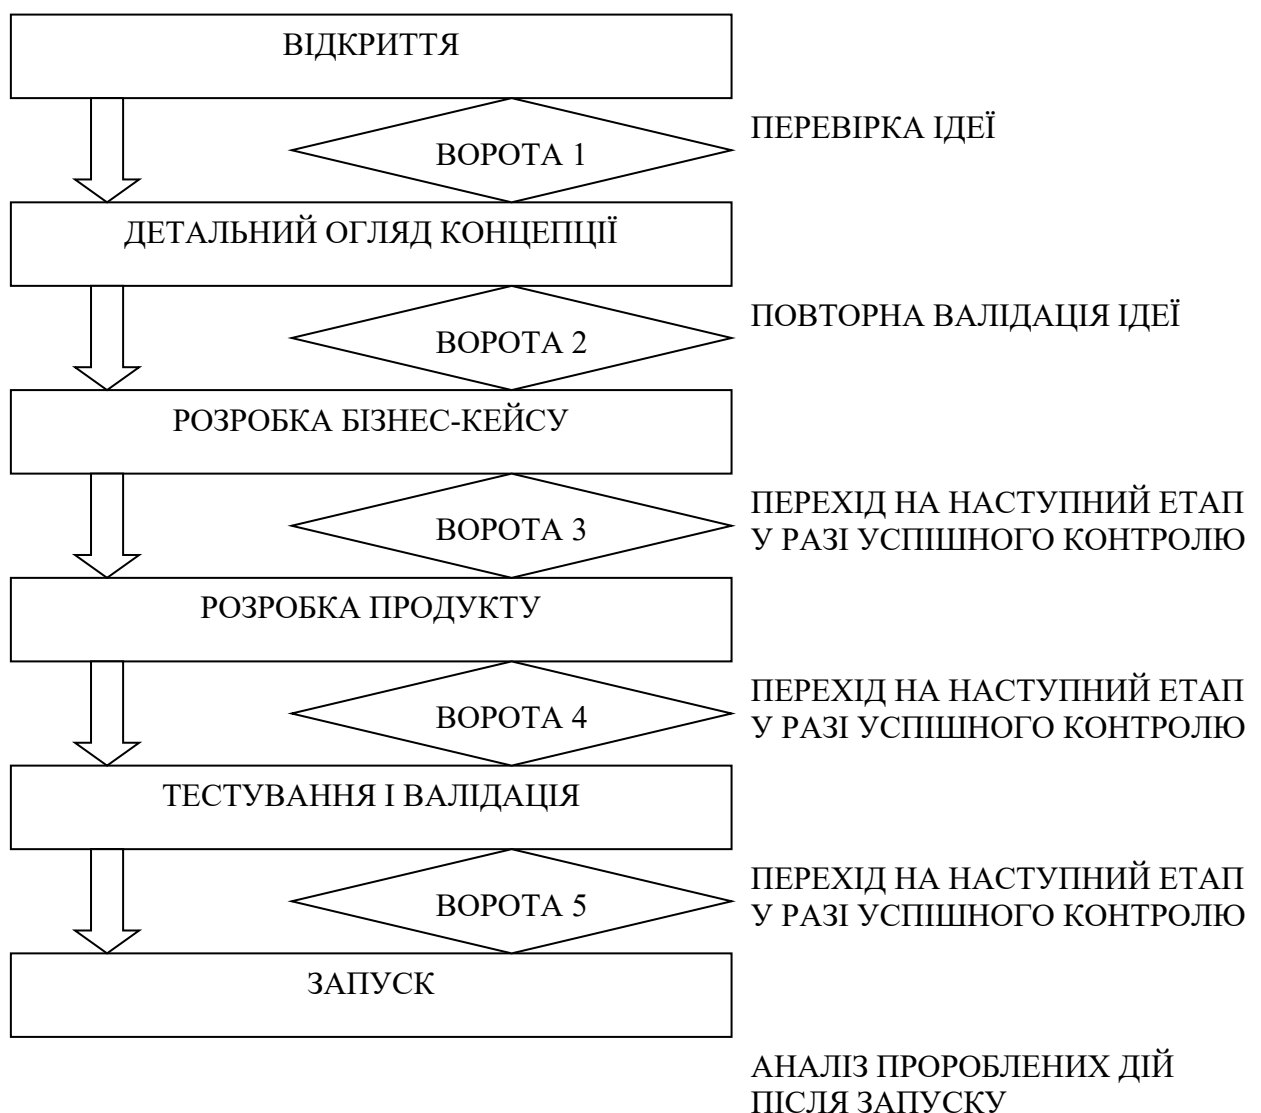 ВІДКРИТТЯ
ВОРОТА 1
ПЕРЕВІРКА ІДЕЇ
ДЕТАЛЬНИЙ ОГЛЯД КОНЦЕПЦІЇ
ВОРОТА 2
ПОВТОРНА ВАЛІДАЦІЯ ІДЕЇ
РОЗРОБКА БІЗНЕС-КЕЙСУ
ВОРОТА 3
ПЕРЕХІД НА НАСТУПНИЙ ЕТАП
У РАЗІ УСПІШНОГО КОНТРОЛЮ
РОЗРОБКА ПРОДУКТУ
ВОРОТА 4
ПЕРЕХІД НА НАСТУПНИЙ ЕТАП
У РАЗІ УСПІШНОГО КОНТРОЛЮ
ТЕСТУВАННЯ І ВАЛІДАЦІЯ
ВОРОТА 5
ПЕРЕХІД НА НАСТУПНИЙ ЕТАП
У РАЗІ УСПІШНОГО КОНТРОЛЮ
ЗАПУСК
АНАЛІЗ ПРОРОБЛЕНИХ ДІЙ
ПІСЛЯ ЗАПУСКУ